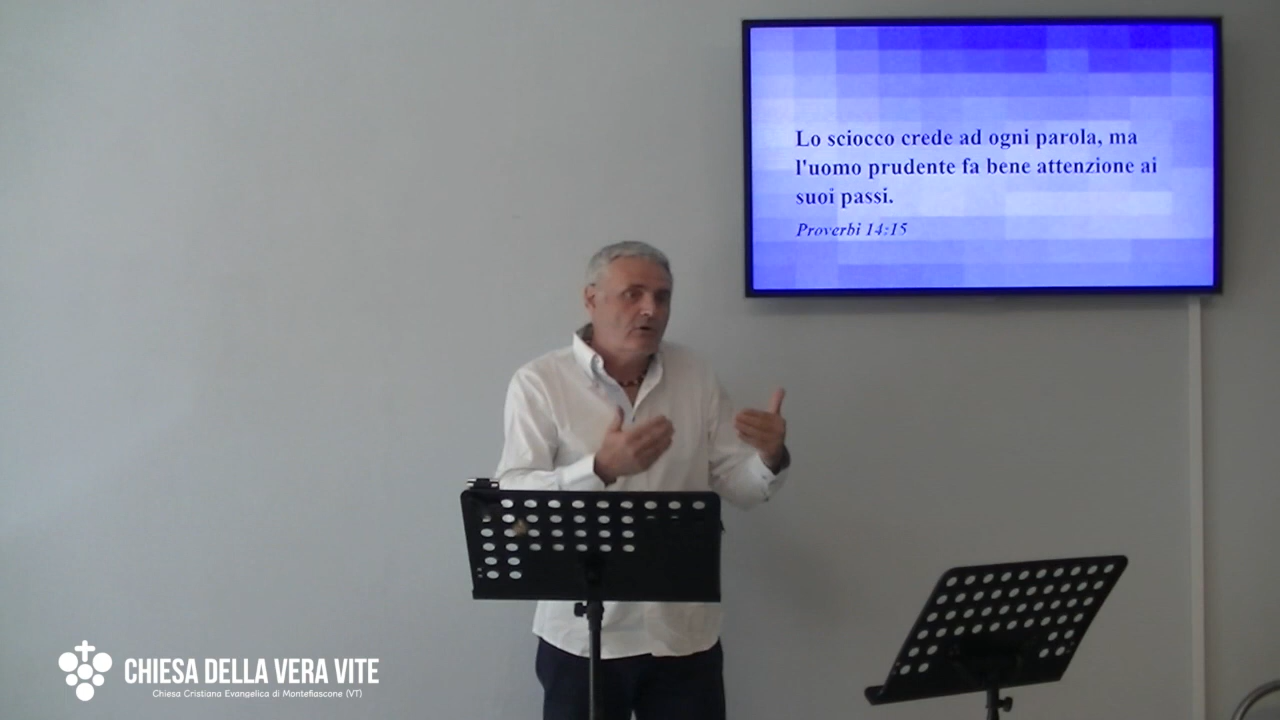 Lo sciocco crede ad ogni parola, ma
l'uomo prudente fa bene attenzione ai
suoi passi.
Proverbi 14:15
CHIESA DELLA VERA VITE
Chiesa Cristiana Evangelica di Montefiascone (VT)